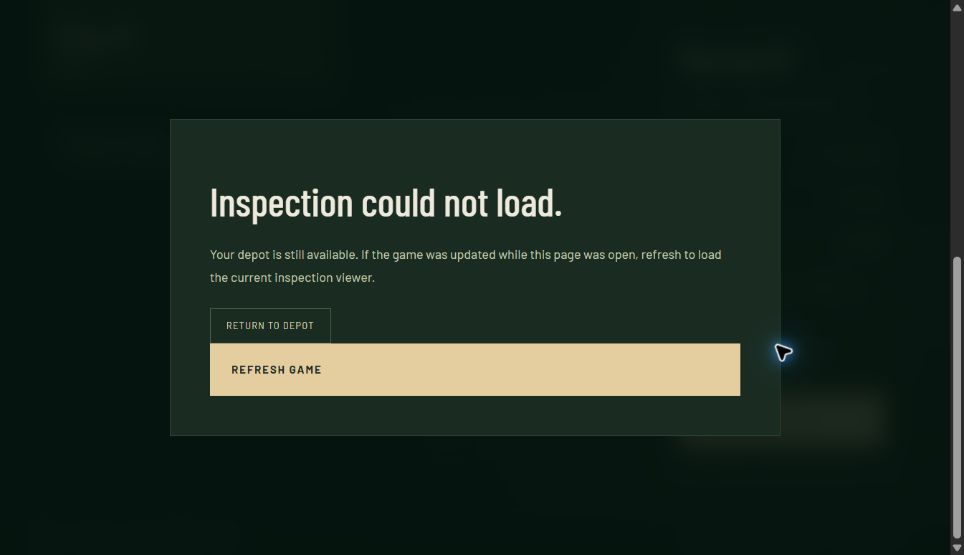 Inspection could not load.
Your depot is still available. If the game was updated while this page was open, refresh to load
the current inspection viewer.
RETURN TO DEPOT
REFRESH GAME